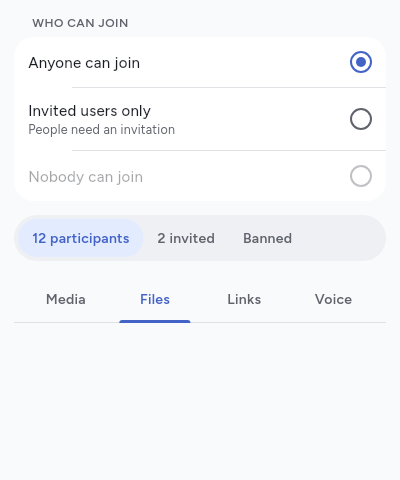 WHO CAN JOIN
Anyone can join
Invited users only
People need an invitation
Nobody can join
12 participants 2 invited Banned
Media Files Links Voice